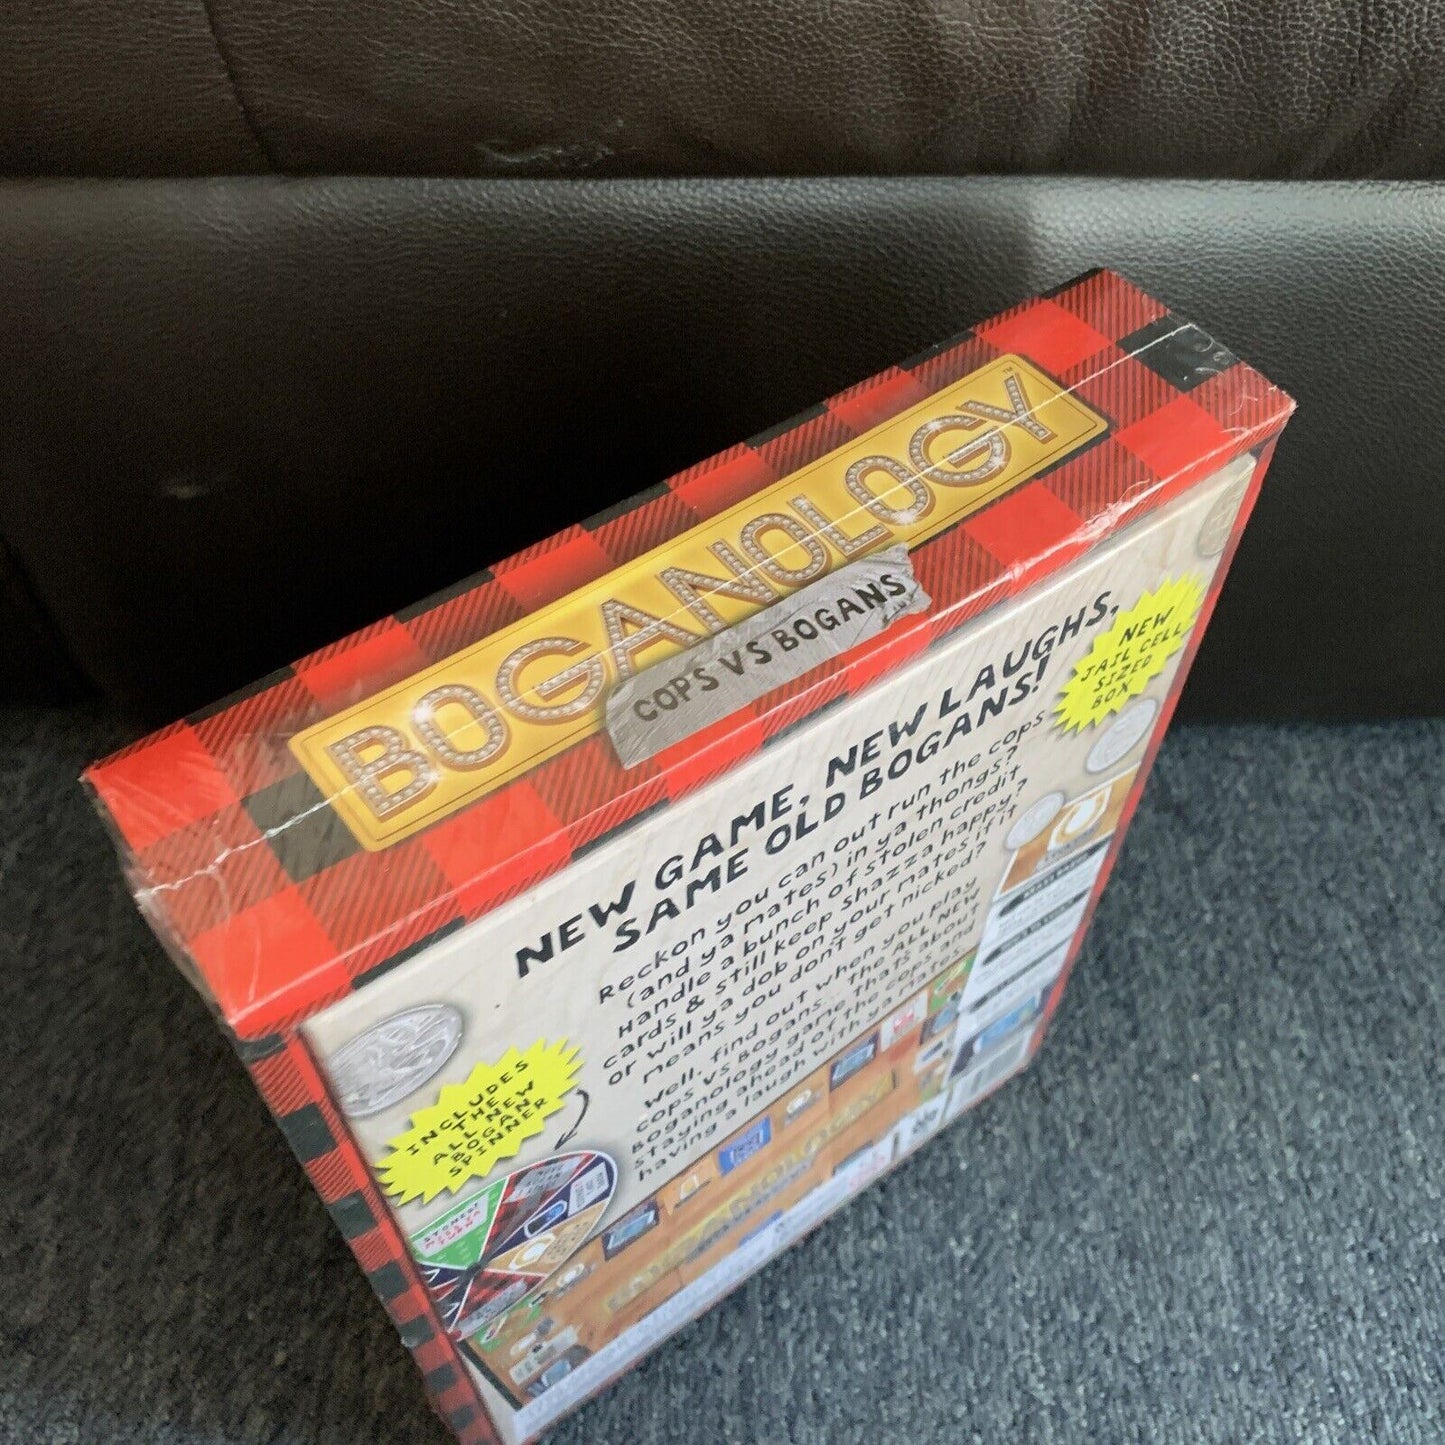 BOGANOLOGY™
COPS VS BOGANS
NEW GAME, NEW LAUGHS,
SAME OLD BOGANS!
NEW
JAIL CELL
SIZED
BOX
Reckon you can out run the cops
(and ya mates) in ya thongs?
Handle a bunch of stolen credit
cards & still keep Shazza happy?
or will ya dob on your mates if it
means you don't get nicked?
Well, find out when you play
COPS VS Bogans... the ALL NEW
Boganology game thats about
staying ahead of the cops and
having a laugh with ya mates
INCLUDES
THE
ALL NEW
BOGAN
SPINNER
BOGANOLOGY